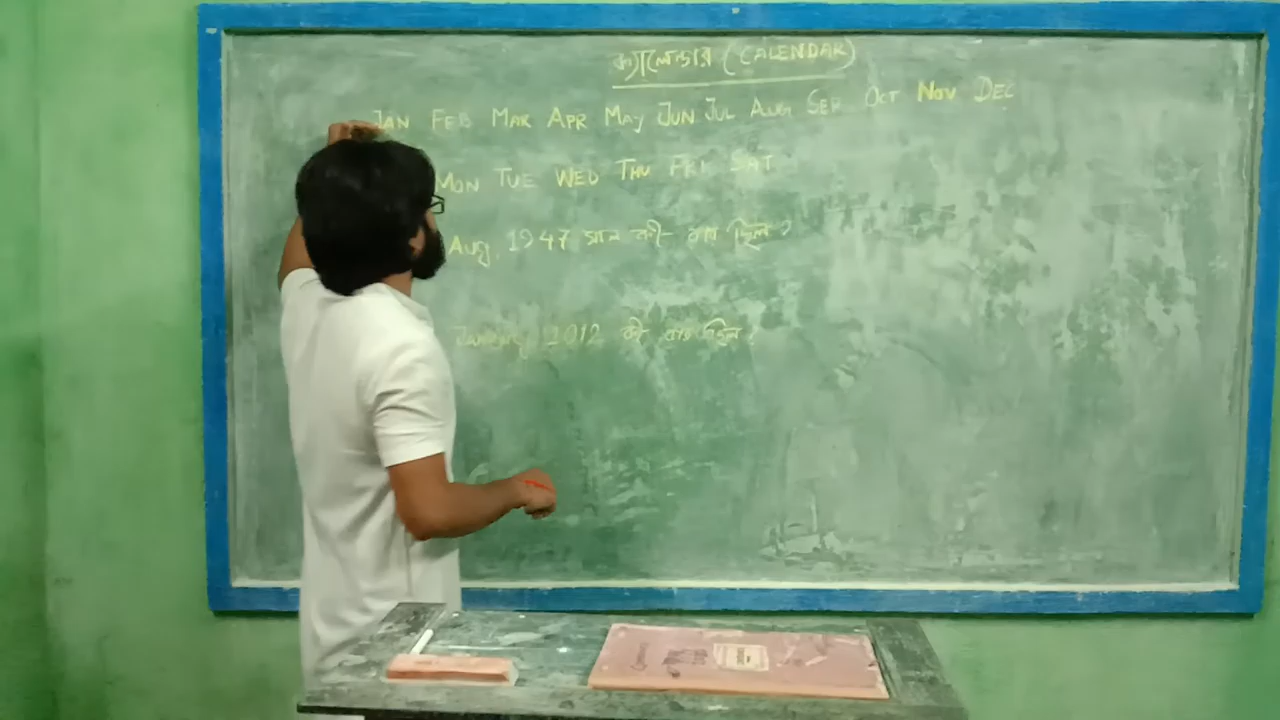 ক্যালেন্ডার (CALENDAR)
JAN FEB MAR APR MAY JUN JUL AUG SEP OCT NOV DEC
MON TUE WED THU FRI SAT
Aug, 1947 সাল কী- বার ছিল?
January 2012 কী বার ছিল?